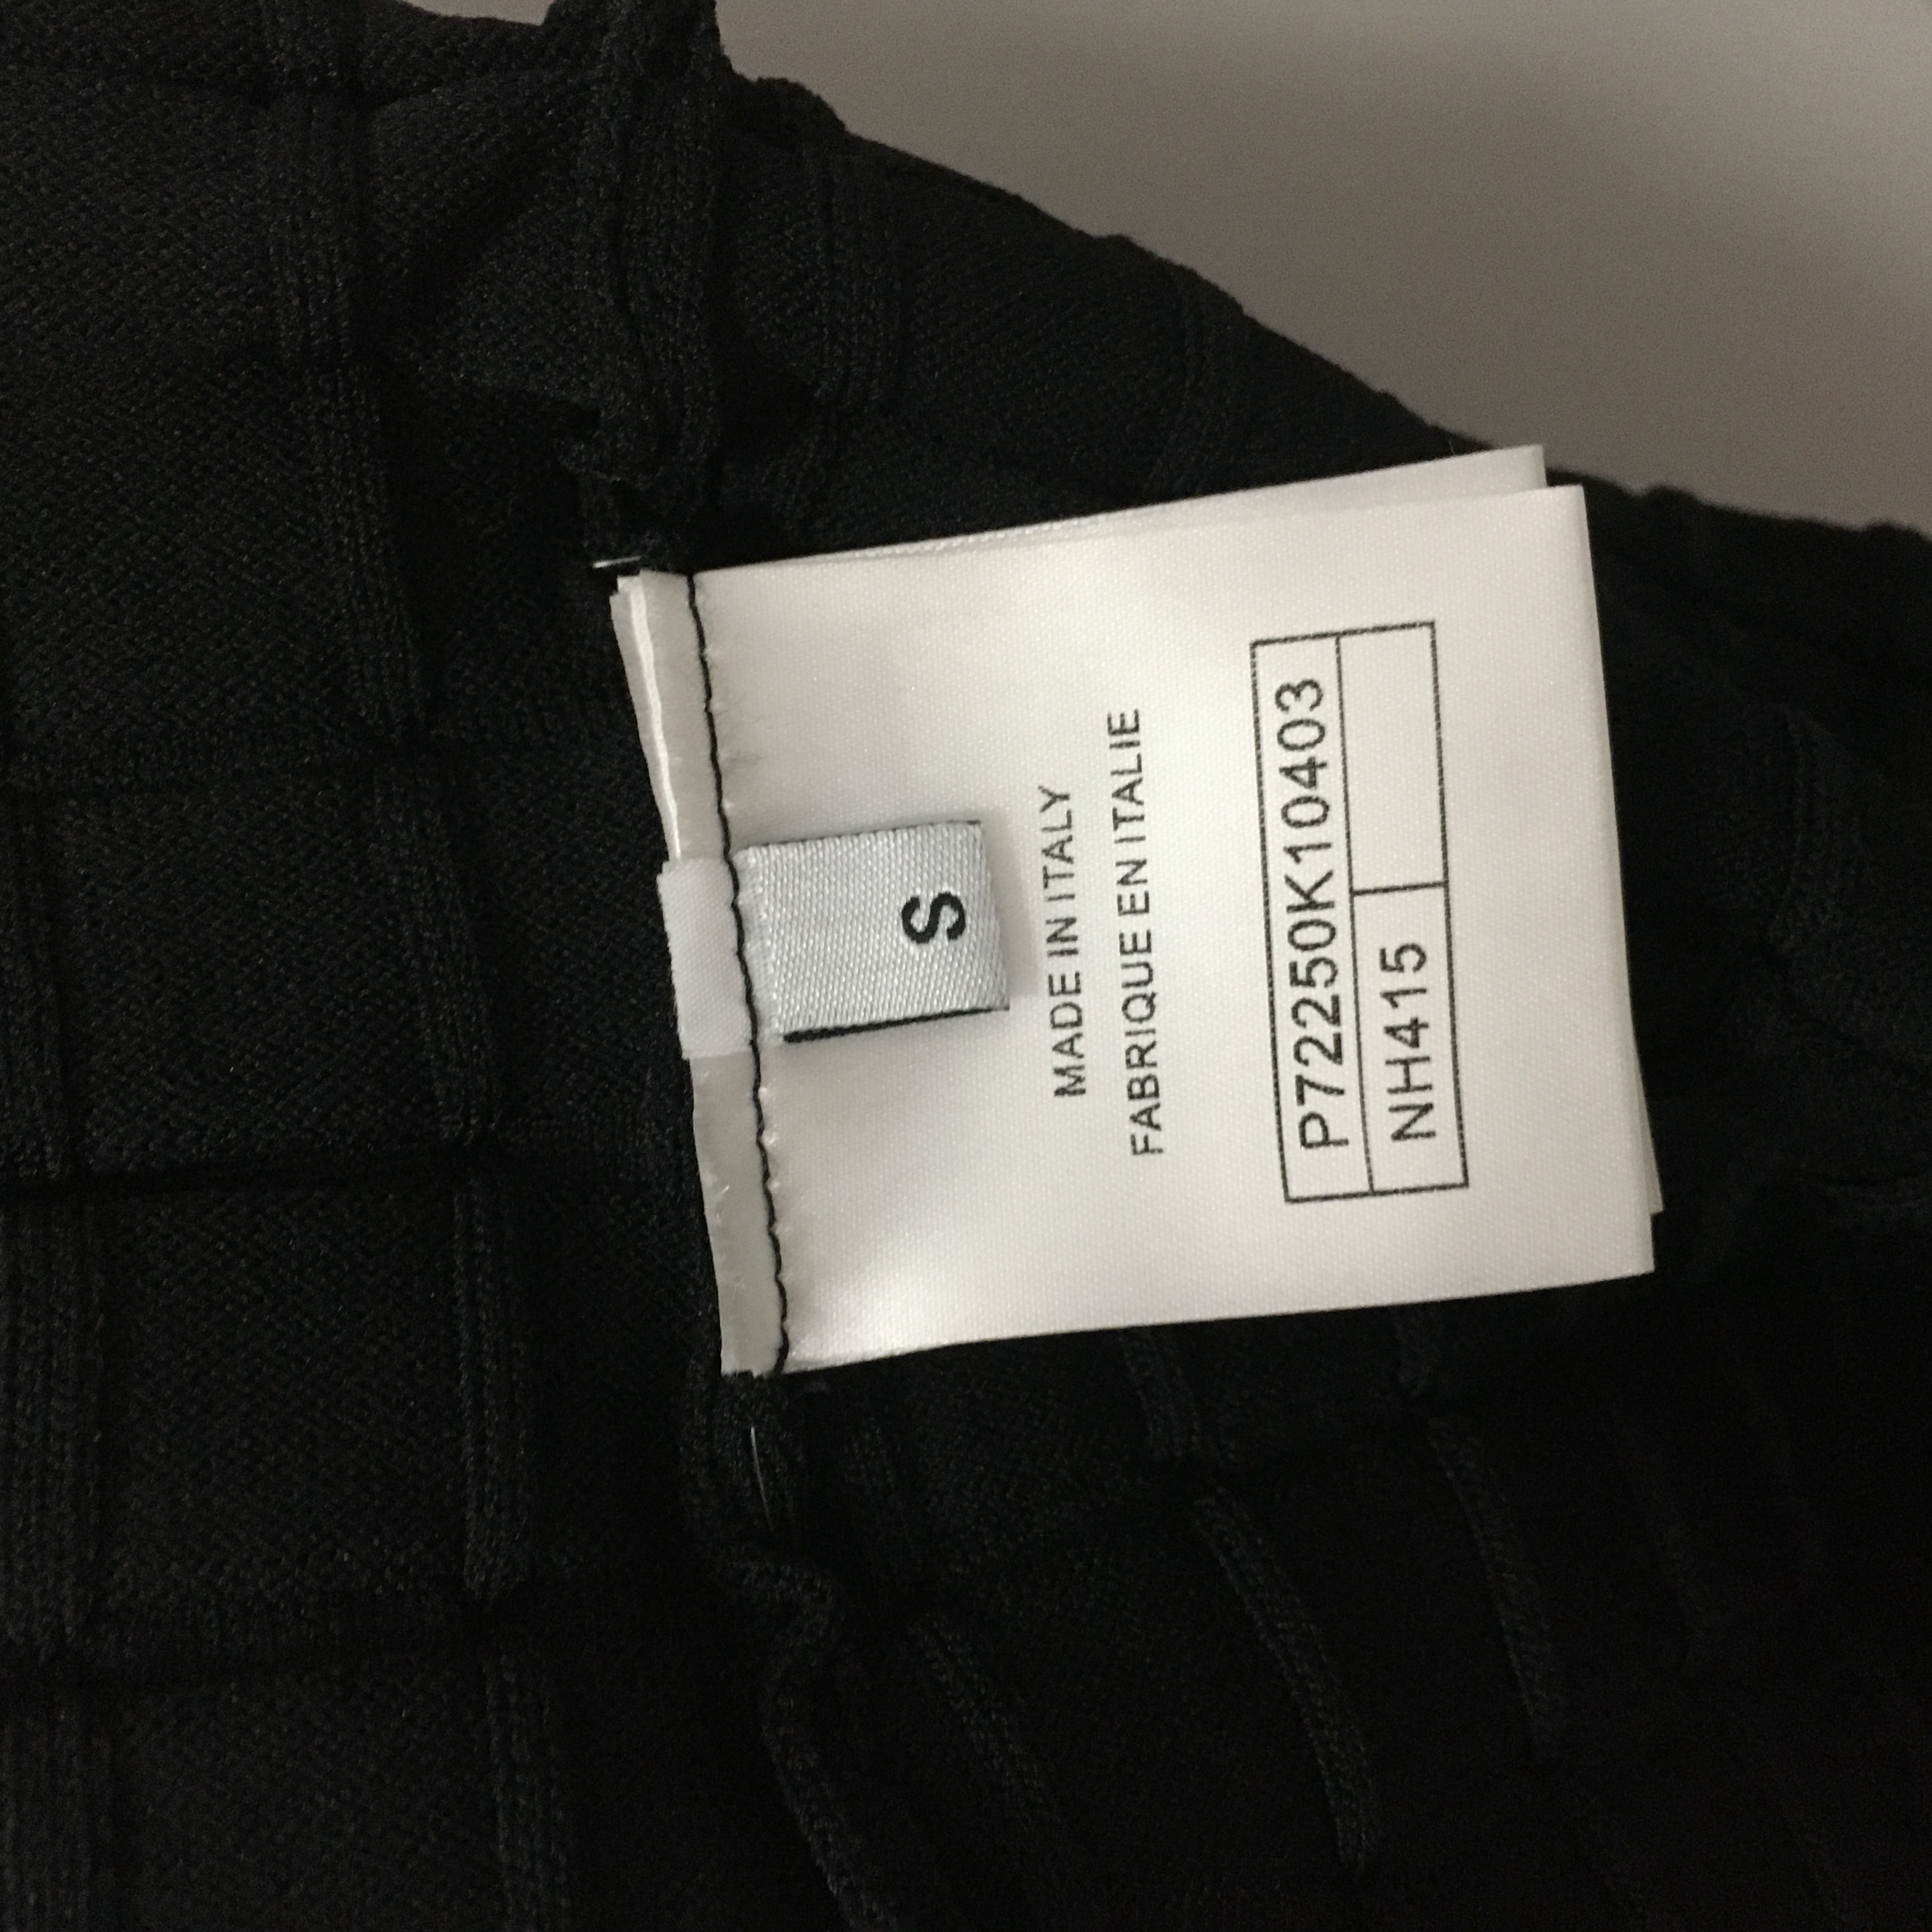 S
MADE IN ITALY
FABRIQUE EN ITALIE
P72250K10403
NH415